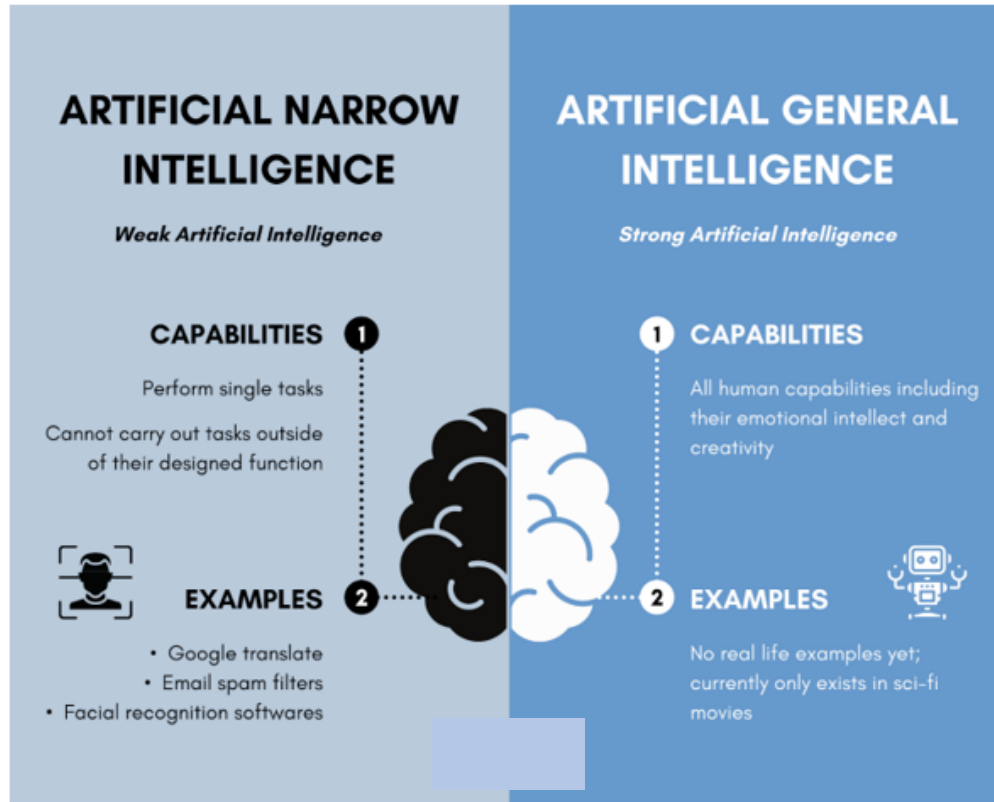 ARTIFICIAL NARROW
INTELLIGENCE
Weak Artificial Intelligence
CAPABILITIES 1
Perform single tasks
Cannot carry out tasks outside
of their designed function
EXAMPLES 2
• Google translate
• Email spam filters
• Facial recognition softwares
ARTIFICIAL GENERAL
INTELLIGENCE
Strong Artificial Intelligence
1 CAPABILITIES
All human capabilities including
their emotional intellect and
creativity
2 EXAMPLES
No real life examples yet;
currently only exists in sci-fi
movies